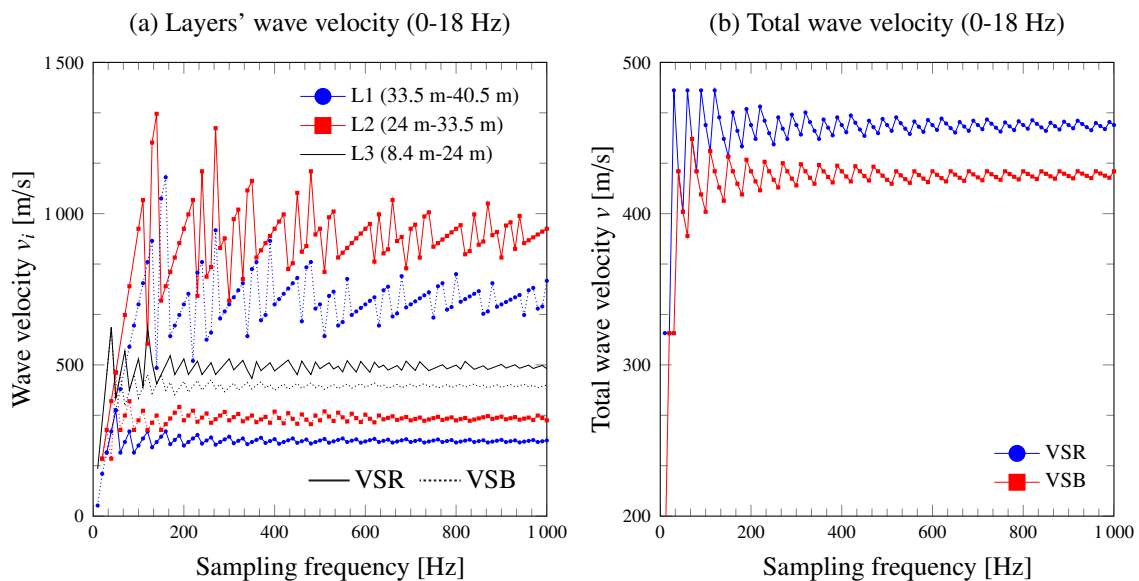 (a) Layers' wave velocity (0-18 Hz)
Wave velocity vᵢ [m/s]
1 500
1 000
500
0
L1 (33.5 m-40.5 m)
L2 (24 m-33.5 m)
L3 (8.4 m-24 m)
VSR VSB
0 200 400 600 800 1 000
Sampling frequency [Hz]
(b) Total wave velocity (0-18 Hz)
Total wave velocity v [m/s]
500
400
300
200
VSR
VSB
0 200 400 600 800 1 000
Sampling frequency [Hz]